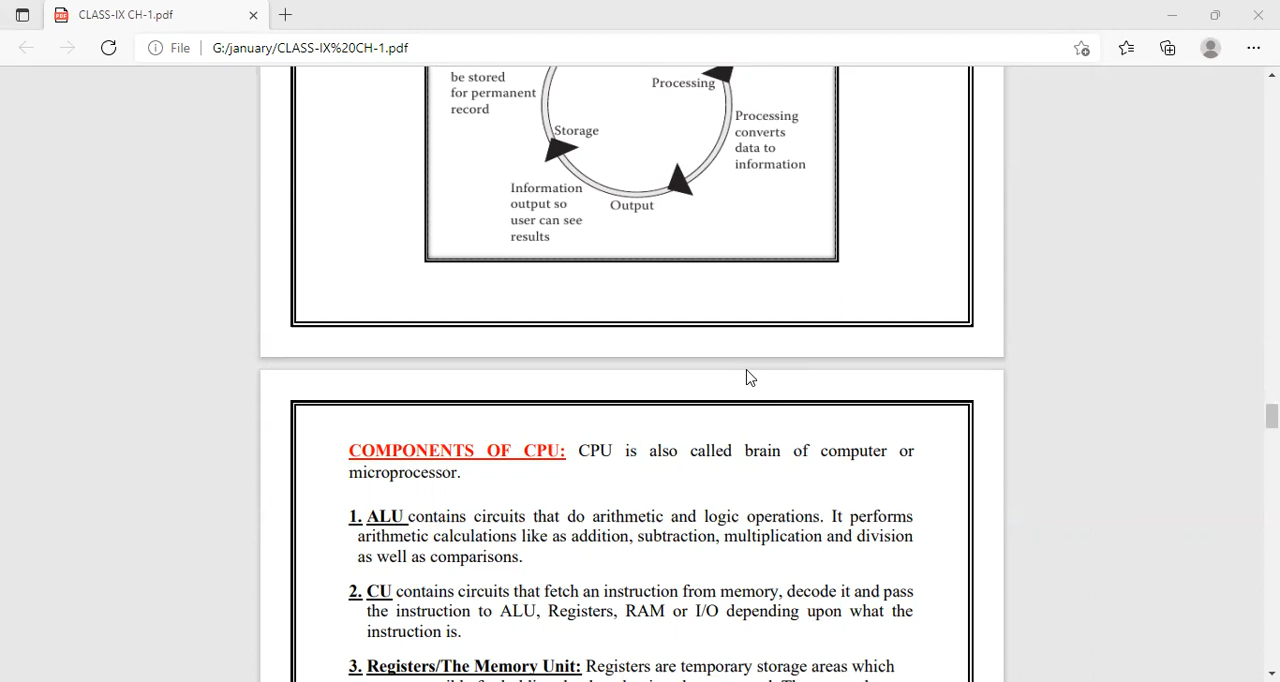 CLASS-IX CH-1.pdf
File
G:/january/CLASS-IX%20CH-1.pdf
be stored
for permanent
record
Processing
Storage
Processing
converts
data to
information
Information
output so
user can see
results
Output
COMPONENTS OF CPU: CPU is also called brain of computer or
microprocessor.
1. ALU contains circuits that do arithmetic and logic operations. It performs
arithmetic calculations like as addition, subtraction, multiplication and division
as well as comparisons.
2. CU contains circuits that fetch an instruction from memory, decode it and pass
the instruction to ALU, Registers, RAM or I/O depending upon what the
instruction is.
3. Registers/The Memory Unit: Registers are temporary storage areas which